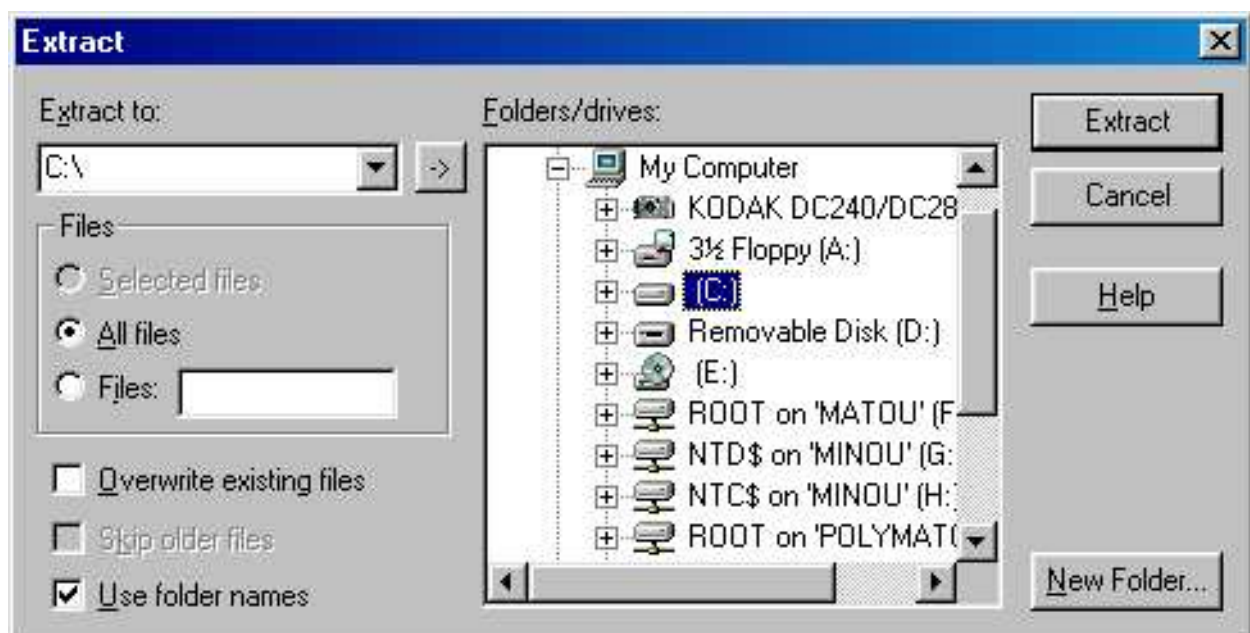 Extract
Extract to:
C:\
->
Files
Selected files
All files
Files:
Overwrite existing files
Skip older files
Use folder names
Folders/drives:
My Computer
KODAK DC240/DC28
3½ Floppy (A:)
(C:)
Removable Disk (D:)
(E:)
ROOT on 'MATOU' (F
NTD$ on 'MINOU' (G:
NTC$ on 'MINOU' (H:
ROOT on 'POLYMAT(
Extract
Cancel
Help
New Folder...